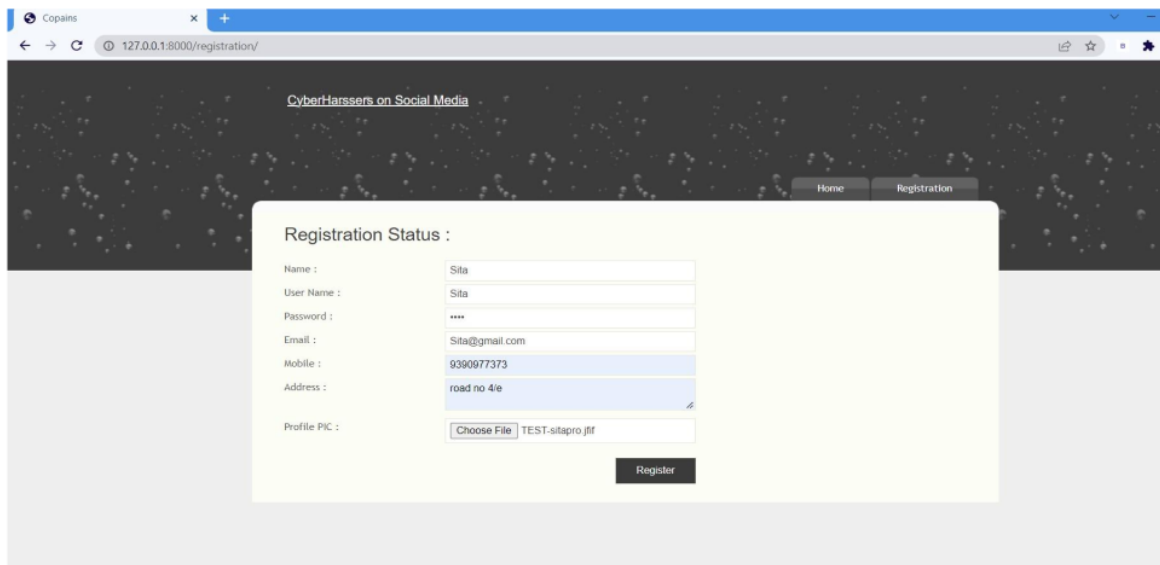 Copains
127.0.0.1:8000/registration/
CyberHarssers on Social Media
Home Registration
Registration Status :
Name : Sita
User Name : Sita
Password : ••••
Email : Sita@gmail.com
Mobile : 9390977373
Address : road no 4/e
Profile PIC : Choose File TEST-sitapro.jfif
Register